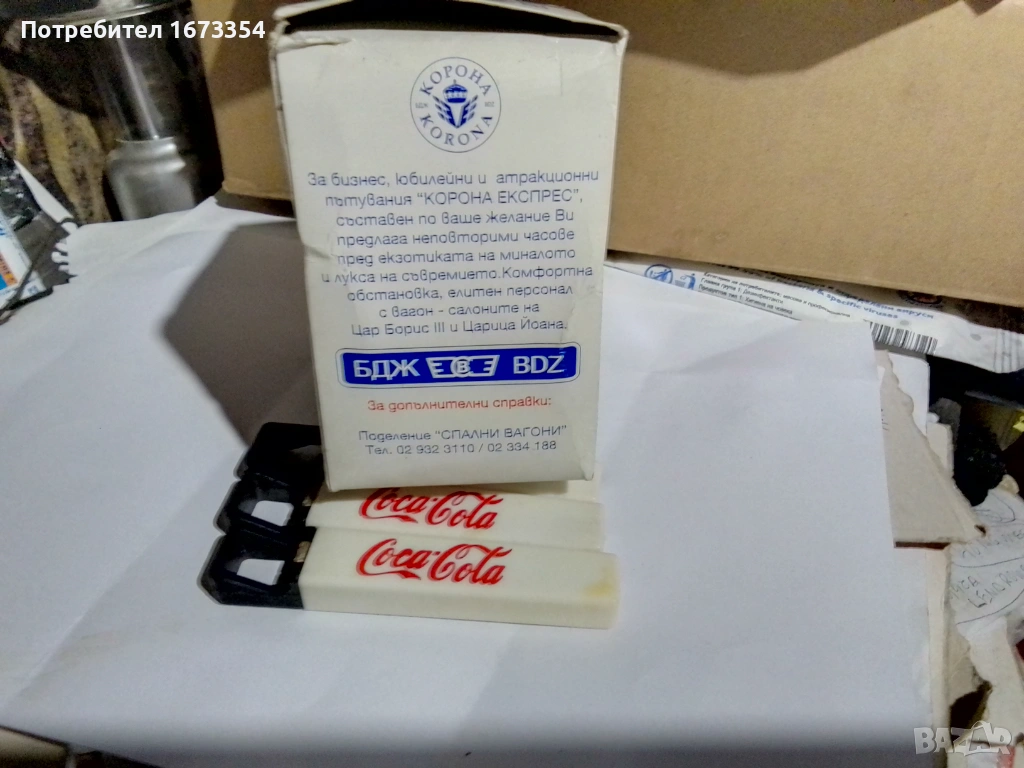 Потребител 1673354
КОРОНА
KORONA
За бизнес, юбилейни и атракционни
пътувания "КОРОНА ЕКСПРЕС",
съставен по ваше желание Ви
предлага неповторими часове
пред екзотиката на миналото
и лукса на съвремието.Комфортна
обстановка, елитен персонал
с вагон - салоните на
Цар Борис III и Царица Йоана.
БДЖ BDŽ
За допълнителни справки:
Поделение "СПАЛНИ ВАГОНИ"
Тел. 02 932 3110 / 02 334 188
Coca-Cola
Coca-Cola
BAZAR